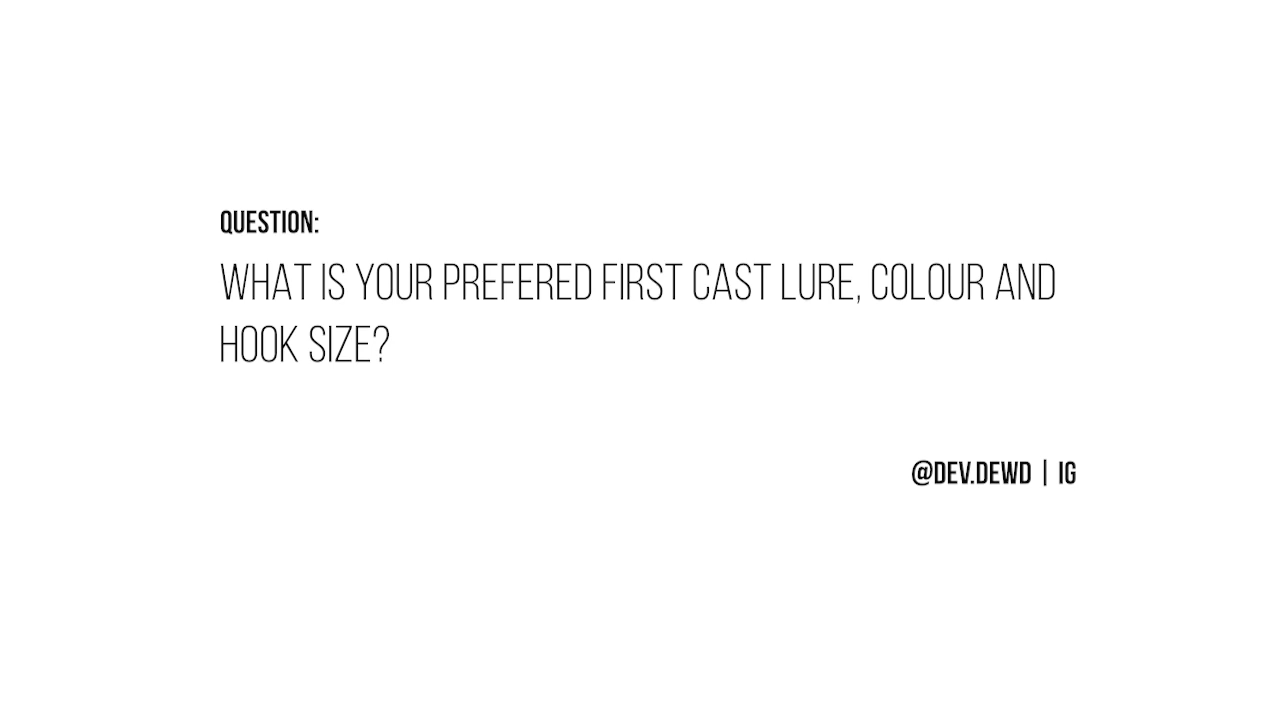 QUESTION:
WHAT IS YOUR PREFERED FIRST CAST LURE, COLOUR AND
HOOK SIZE?
@DEV.DEWD | IG